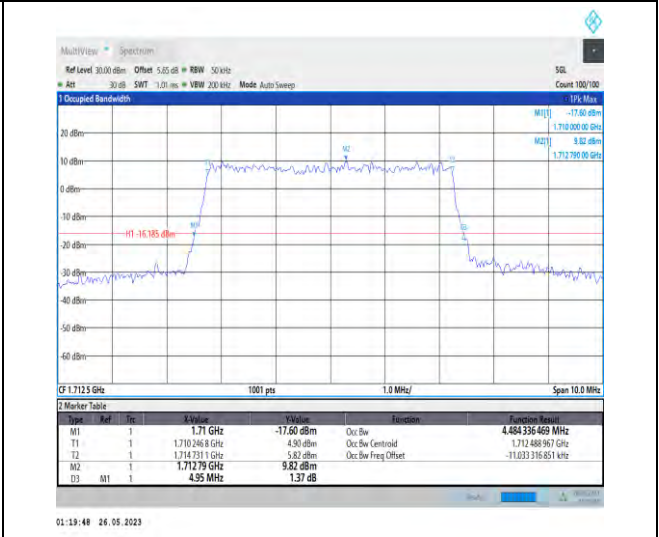 MultiView Spectrum
Ref Level 30.00 dBm Offset 5.85 dB RBW 50 kHz SGL
Att 30 dB SWT 1.01 ms VBW 200 kHz Mode Auto Sweep Count 100/100
1 Occupied Bandwidth 1Pk Max
M1[1] -17.60 dBm
1.710 000 00 GHz
M2[1] 9.82 dBm
1.712 790 00 GHz
20 dBm
M2
10 dBm
0 dBm
-10 dBm
H1 -16.185 dBm
-20 dBm
-30 dBm
-40 dBm
-50 dBm
-60 dBm
CF 1.712 5 GHz 1001 pts 1.0 MHz/ Span 10.0 MHz
2 Marker Table
Type Ref Trc X-Value Y-Value Function Function Result
M1 1 1.71 GHz -17.60 dBm Occ Bw 4.484 336 469 MHz
T1 1 1.710 246 8 GHz 4.90 dBm Occ Bw Centroid 1.712 488 967 GHz
T2 1 1.714 731 1 GHz 5.82 dBm Occ Bw Freq Offset -11.033 316 851 kHz
M2 1 1.712 79 GHz 9.82 dBm
D3 M1 1 4.95 MHz 1.37 dB
01:19:48 26.05.2023